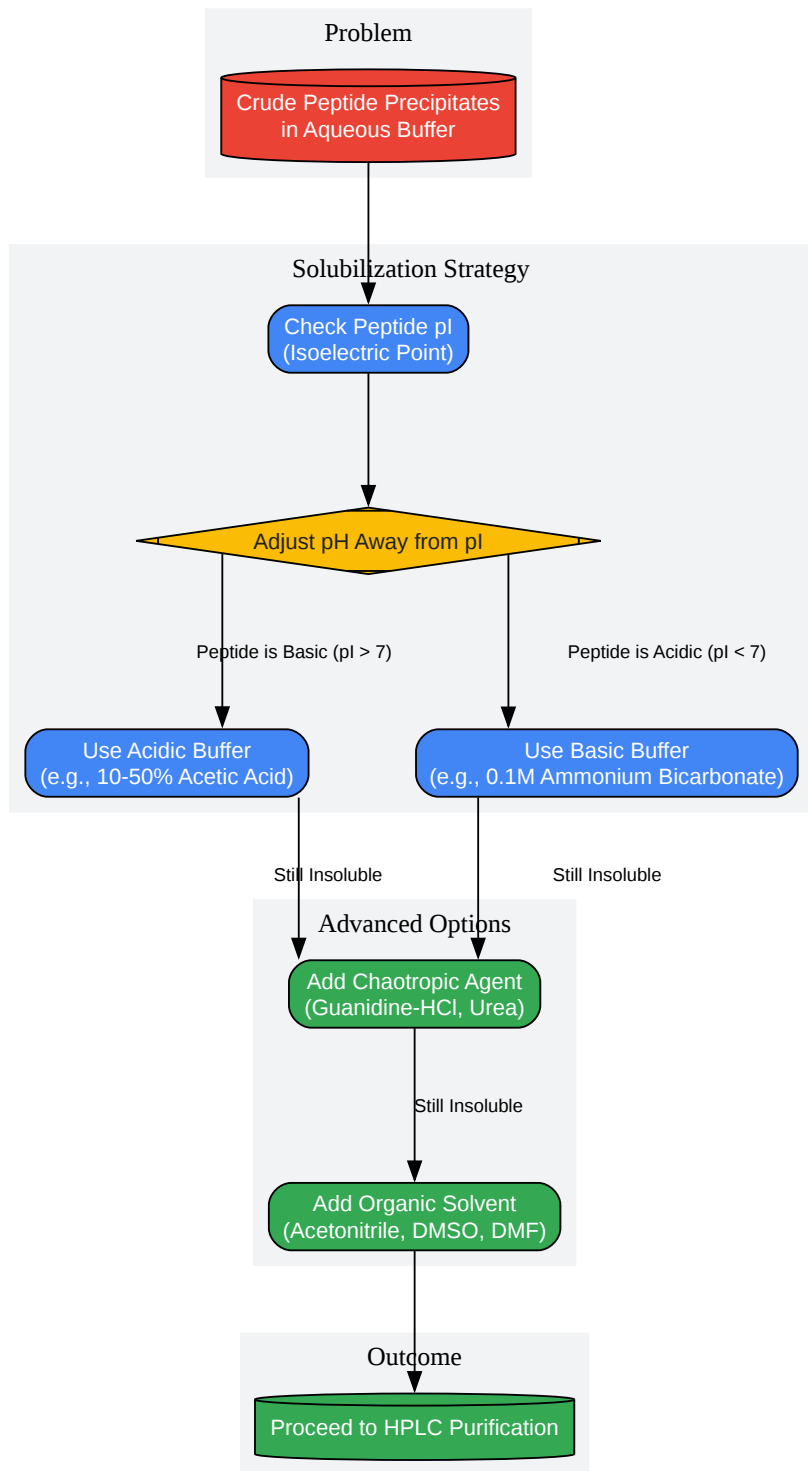 Problem
Crude Peptide Precipitates
in Aqueous Buffer
Solubilization Strategy
Check Peptide pI
(Isoelectric Point)
Adjust pH Away from pI
Peptide is Basic (pI > 7)
Peptide is Acidic (pI < 7)
Use Acidic Buffer
(e.g., 10-50% Acetic Acid)
Use Basic Buffer
(e.g., 0.1M Ammonium Bicarbonate)
Still Insoluble
Still Insoluble
Advanced Options
Add Chaotropic Agent
(Guanidine-HCl, Urea)
Still Insoluble
Add Organic Solvent
(Acetonitrile, DMSO, DMF)
Outcome
Proceed to HPLC Purification